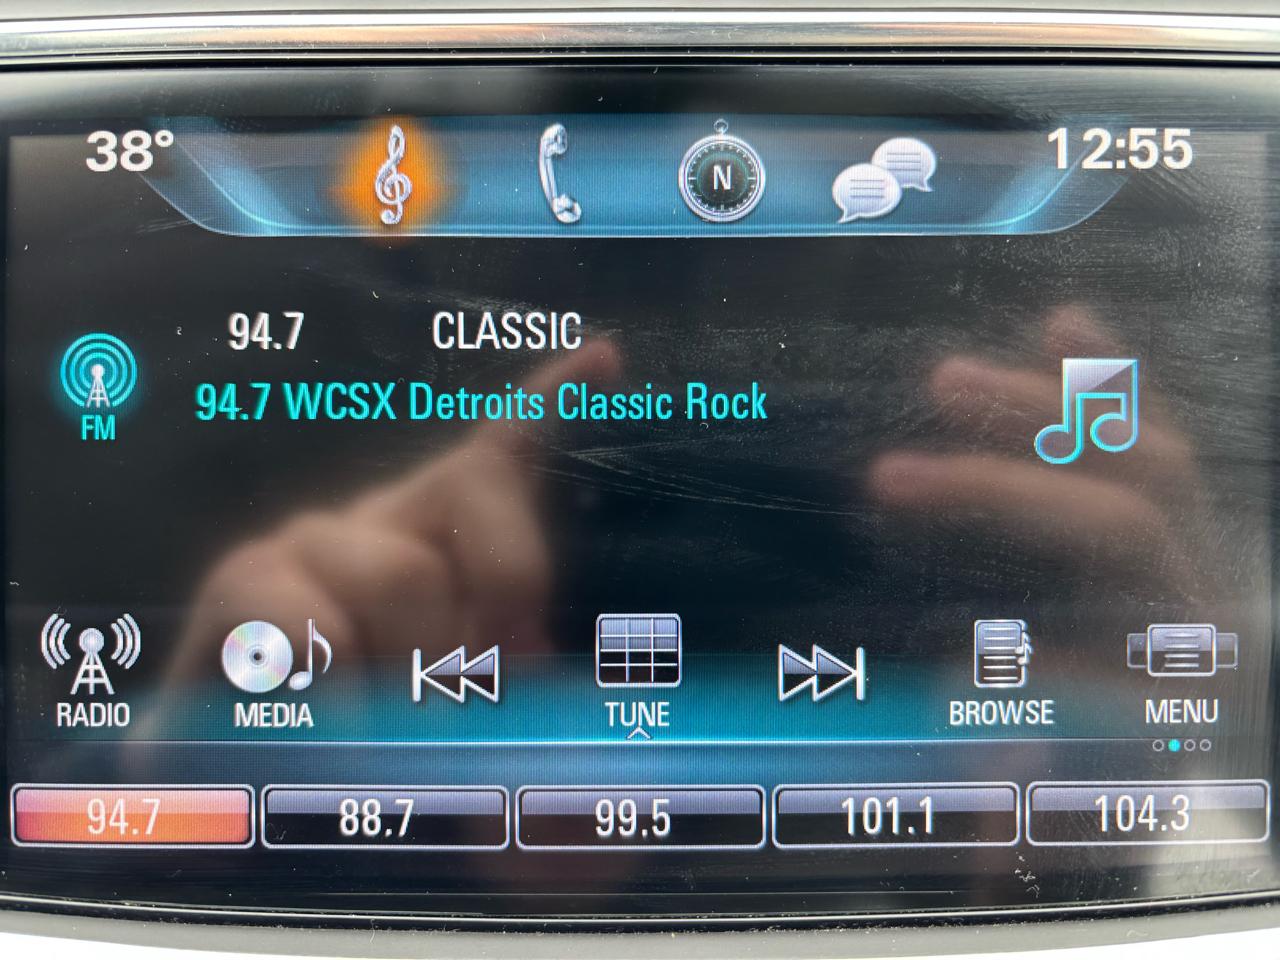 38° 12:55
N
94.7 CLASSIC
94.7 WCSX Detroits Classic Rock
FM
RADIO MEDIA TUNE BROWSE MENU
94.7 88.7 99.5 101.1 104.3